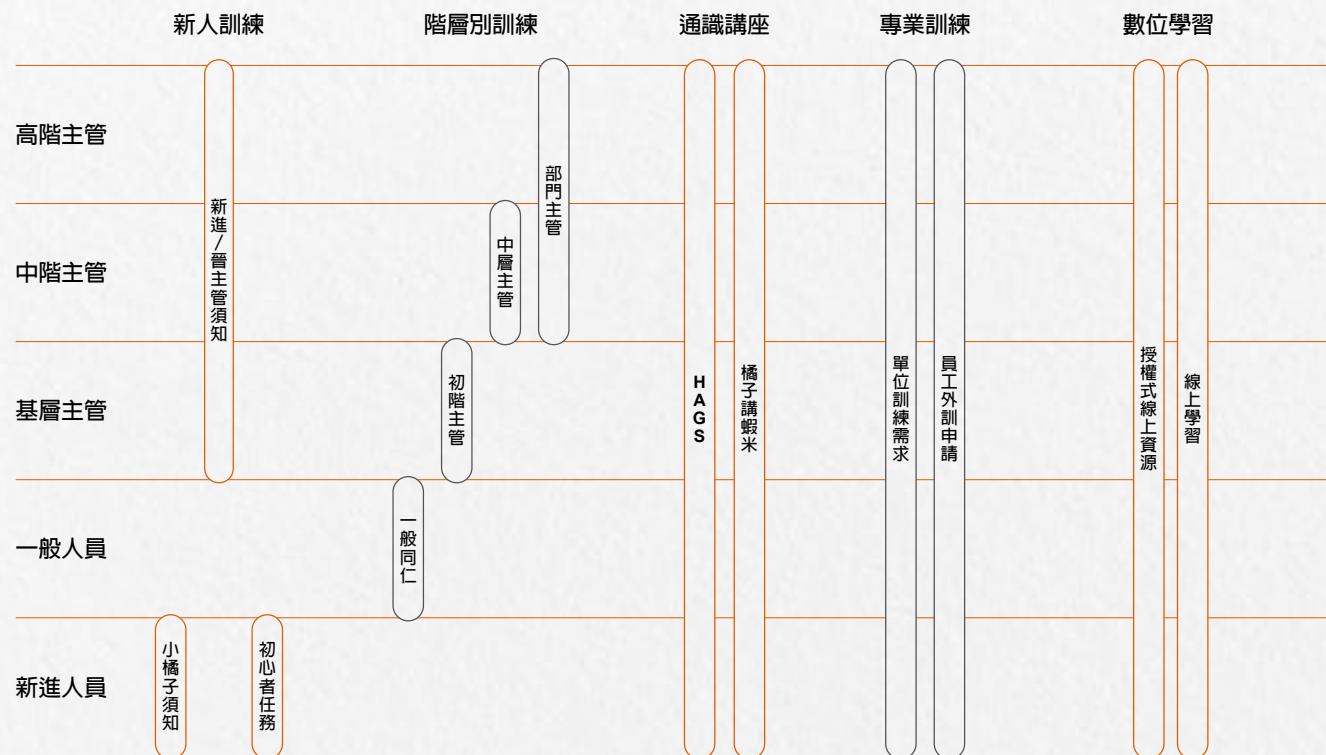 新人訓練
階層別訓練
通識講座
專業訓練
數位學習
高階主管
中階主管
基層主管
一般人員
新進人員
新進/晉主管須知
小橘子須知
初心者任務
一般同仁
初階主管
中層主管
部門主管
HAGS
橘子講蝦米
單位訓練需求
員工外訓申請
授權式線上資源
線上學習